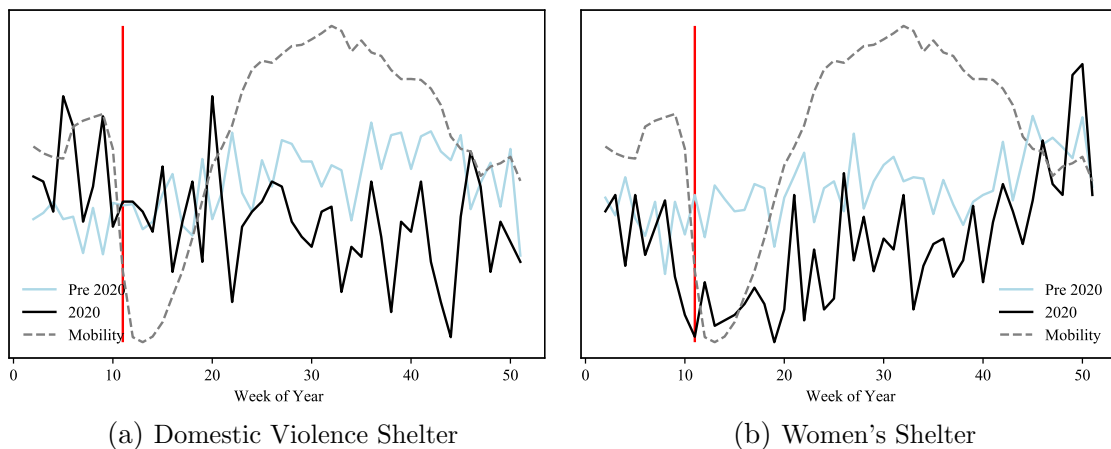 Pre 2020
2020
Mobility
0 10 20 30 40 50
Week of Year
(a) Domestic Violence Shelter
Pre 2020
2020
Mobility
0 10 20 30 40 50
Week of Year
(b) Women's Shelter